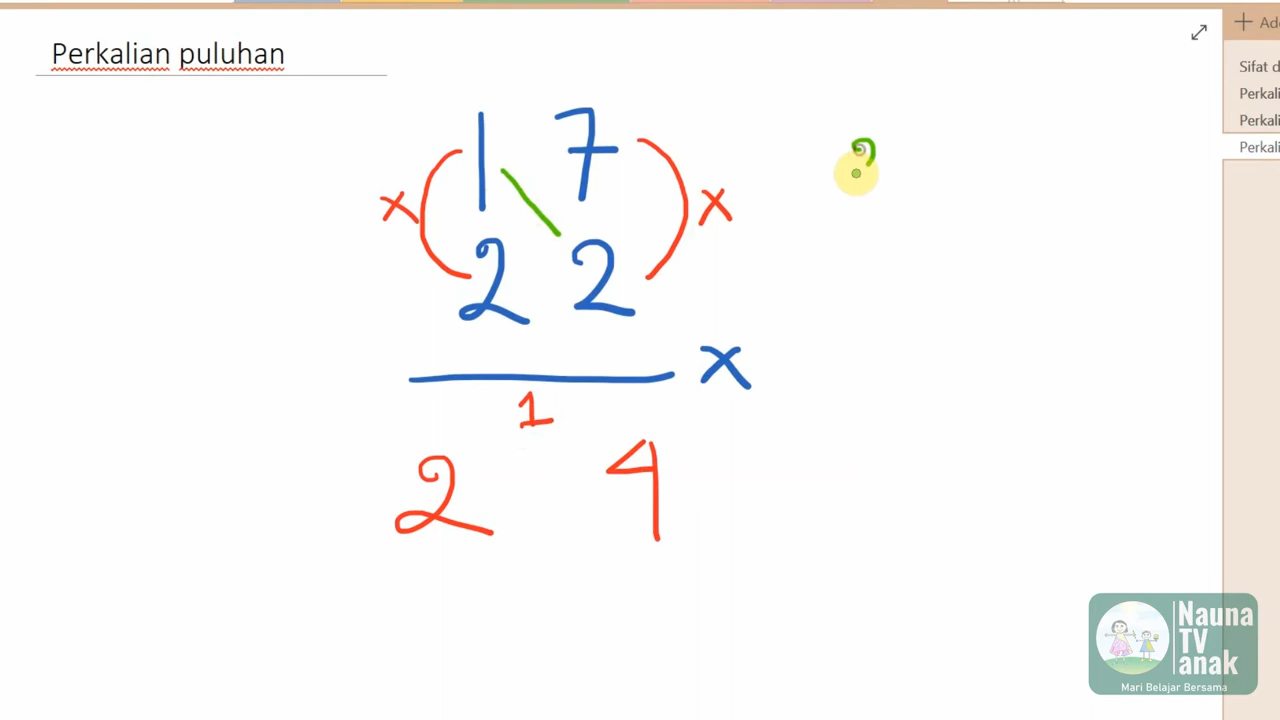 Perkalian puluhan
1 7
x x
2 2
x
1
2 4
Sifat d
Perkali
Perkali
Perkali
Nauna
TV
anak
Mari Belajar Bersama